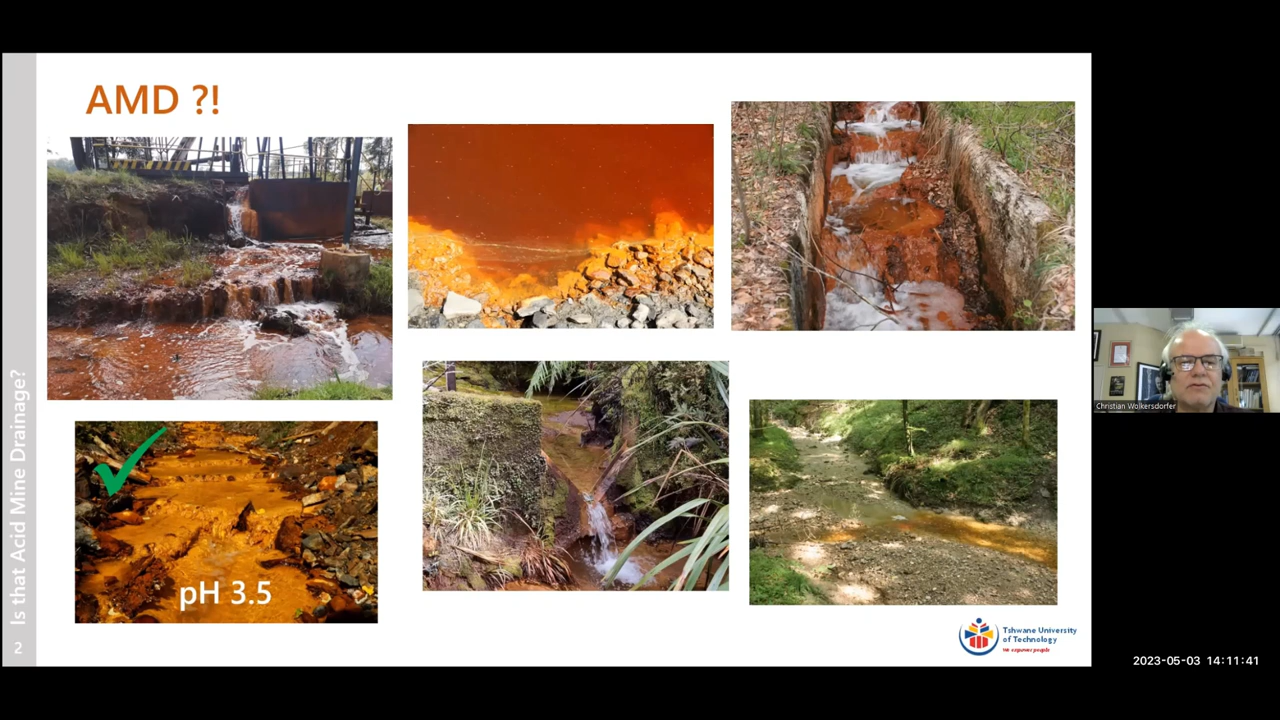 AMD ?!
Is that Acid Mine Drainage?
2
pH 3.5
Tshwane University
of Technology
We empower people
Christian Wolkersdorfer
2023-05-03 14:11:41